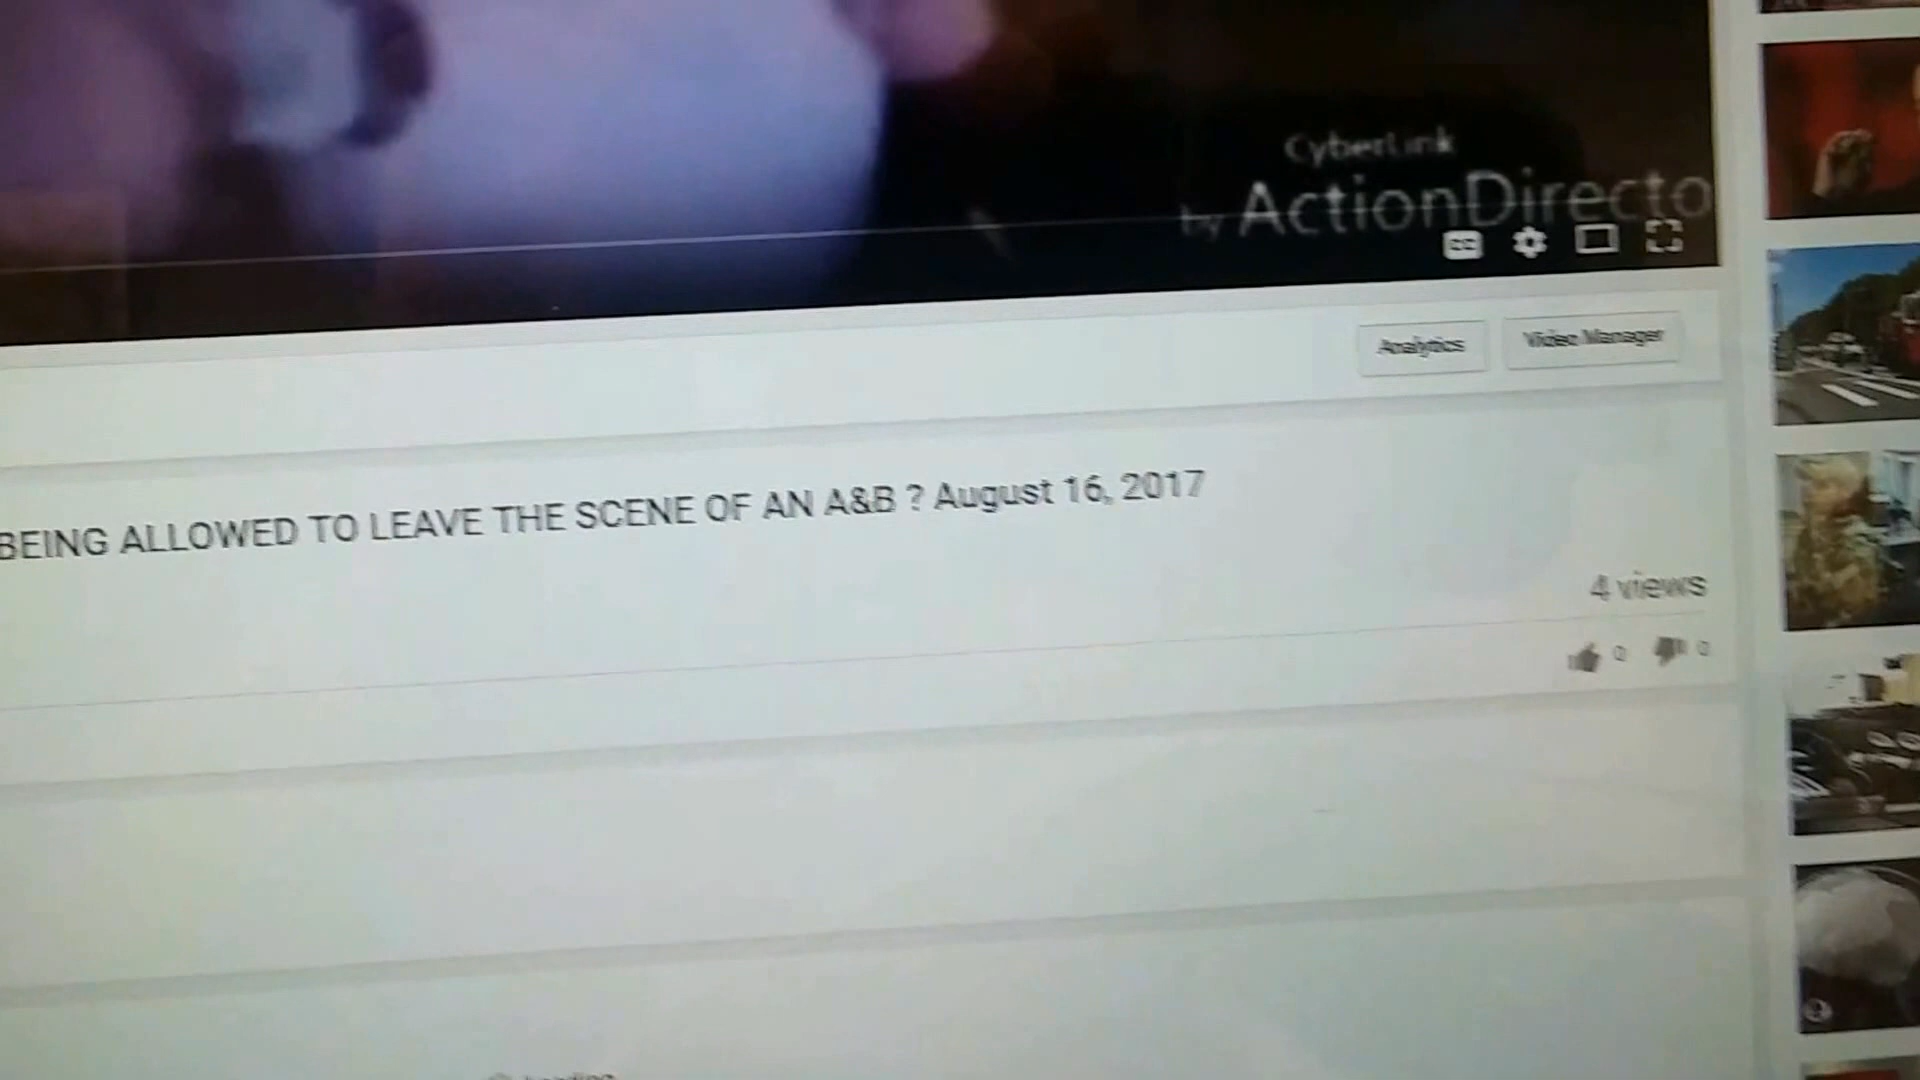 CyberLink
by ActionDirecto
Analytics
Video Manager
BEING ALLOWED TO LEAVE THE SCENE OF AN A&B ? August 16, 2017
4 views
0
0